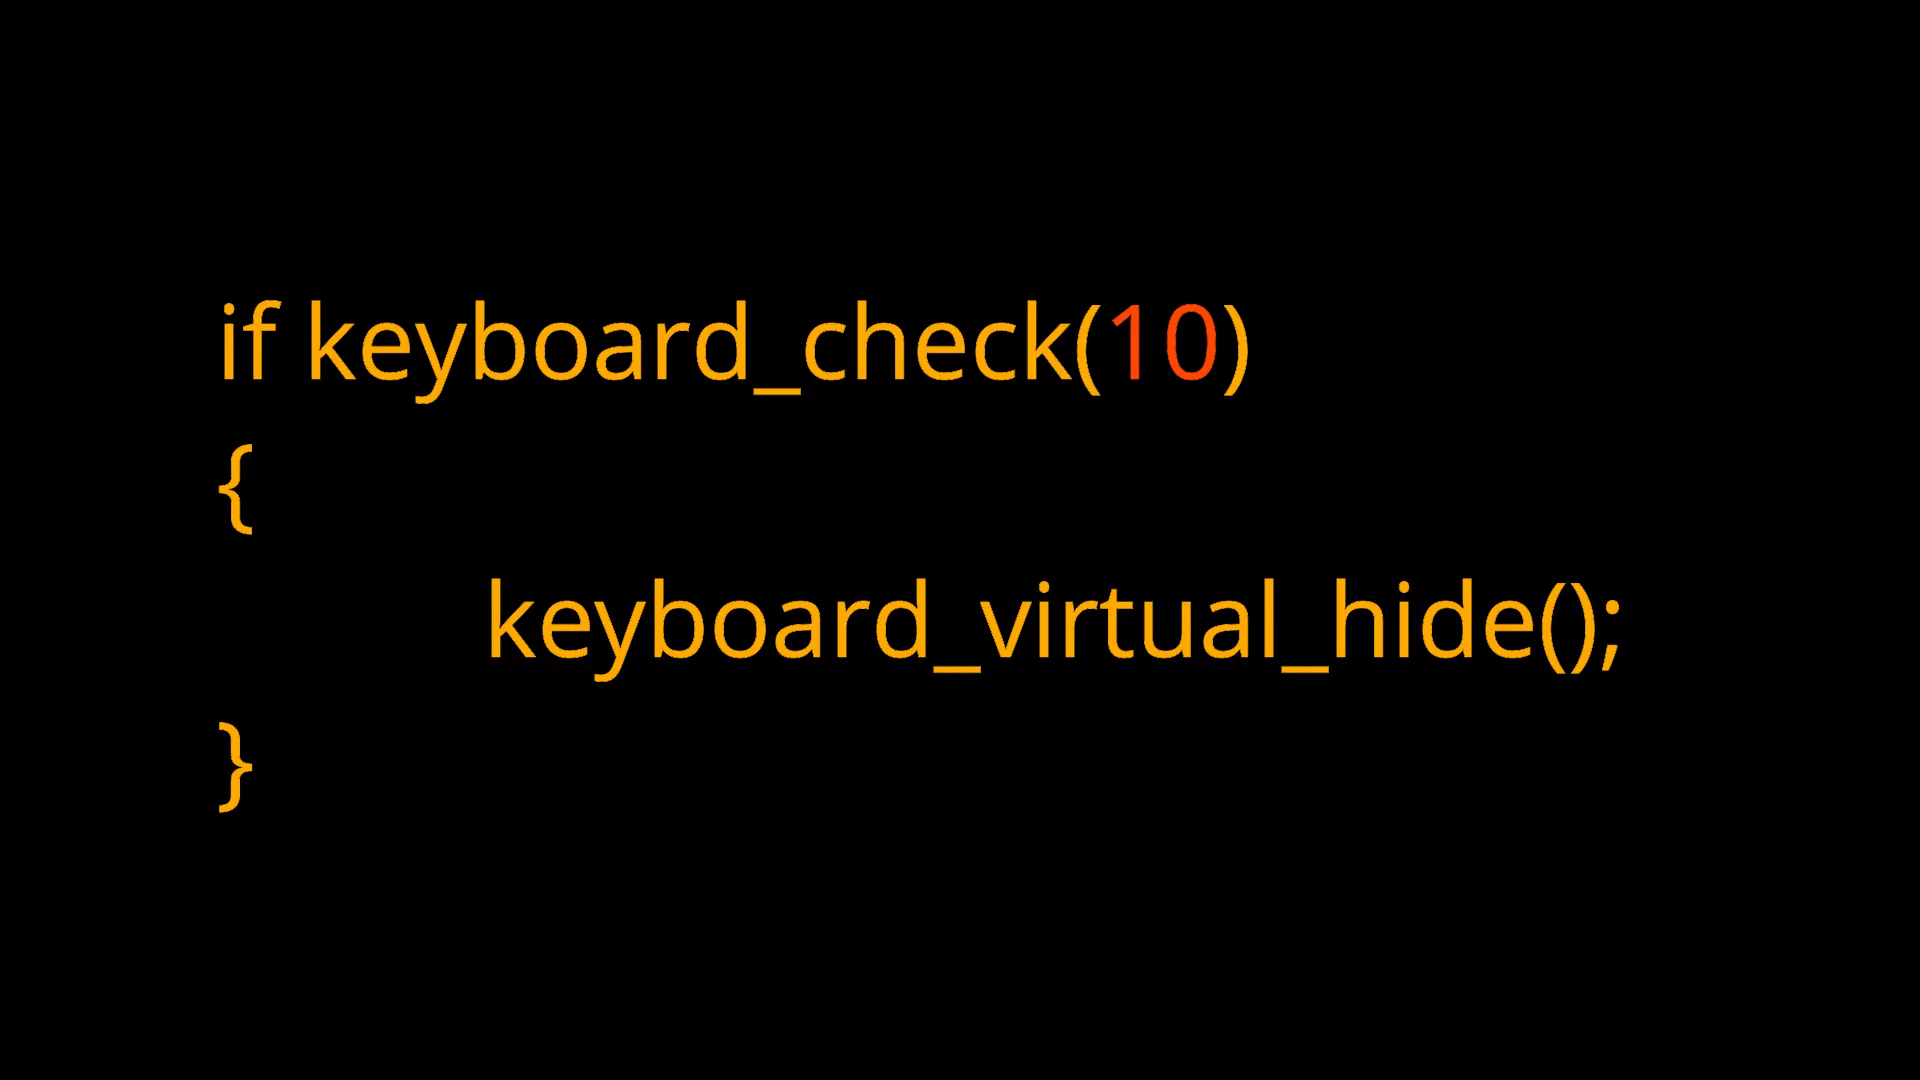 if keyboard_check(10)
{
keyboard_virtual_hide();
}